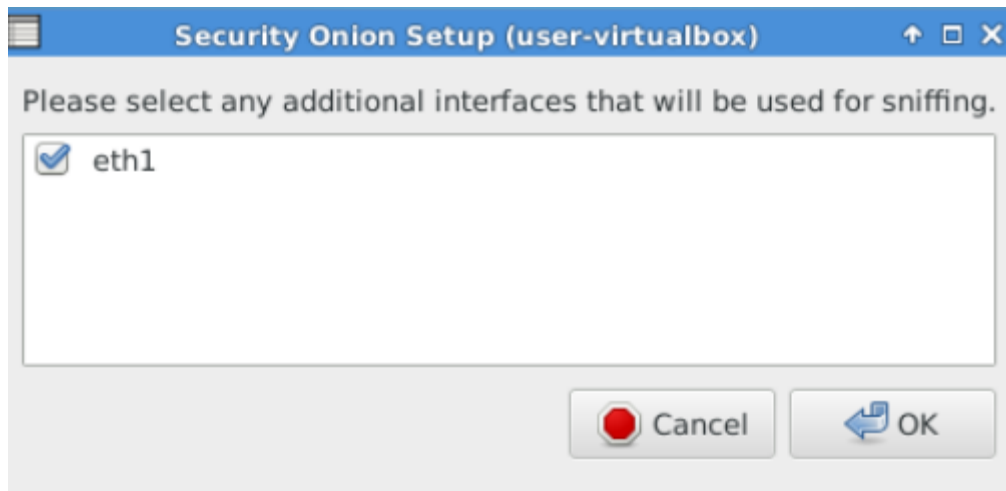 Security Onion Setup (user-virtualbox)
Please select any additional interfaces that will be used for sniffing.
eth1
Cancel
OK